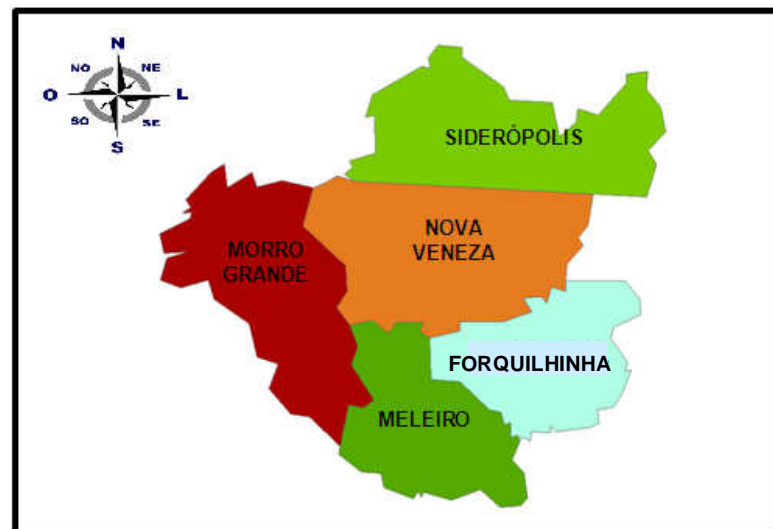 N
NO NE
O L
SO SE
S
SIDERÓPOLIS
NOVA
VENEZA
MORRO
GRANDE
FORQUILHINHA
MELEIRO